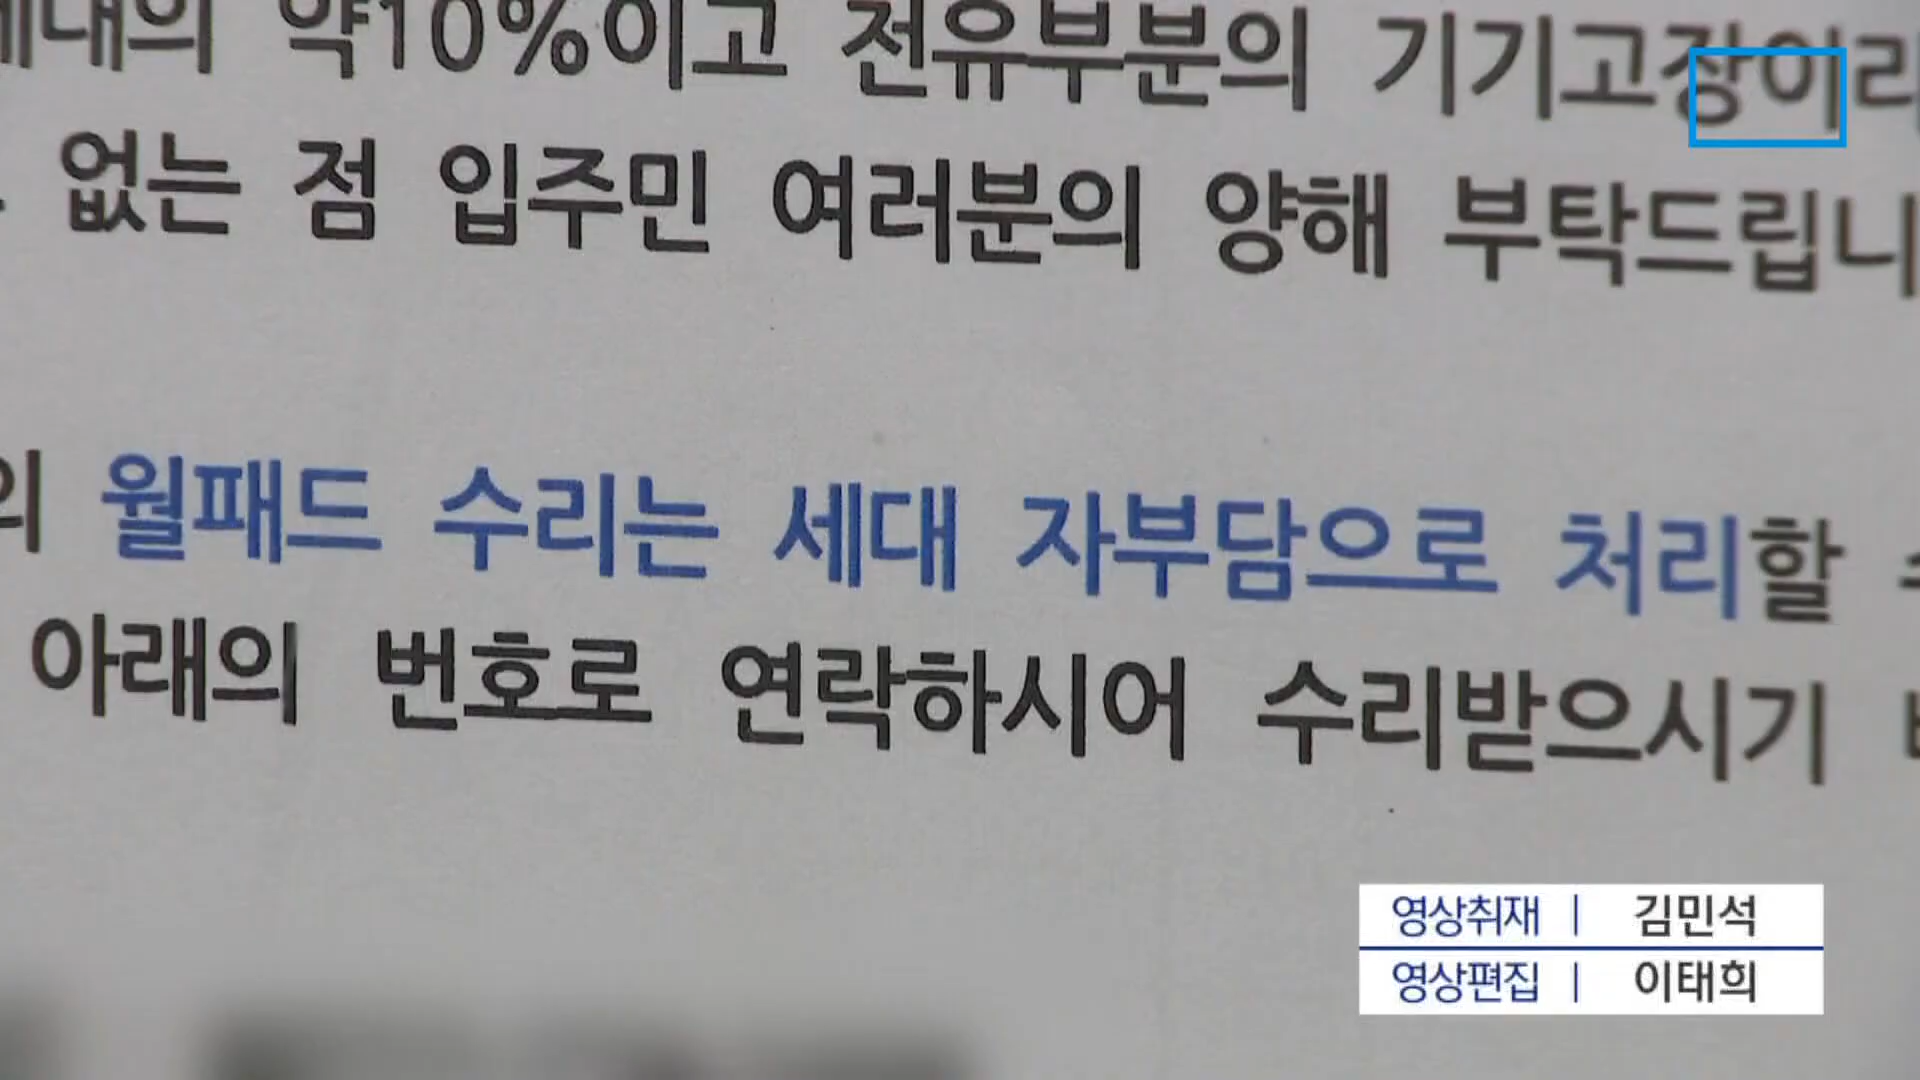 세대의 약10%이고 전유부분의 기기고장이라
없는 점 입주민 여러분의 양해 부탁드립니
의 월패드 수리는 세대 자부담으로 처리할
아래의 번호로 연락하시어 수리받으시기
영상취재 | 김민석
영상편집 | 이태희